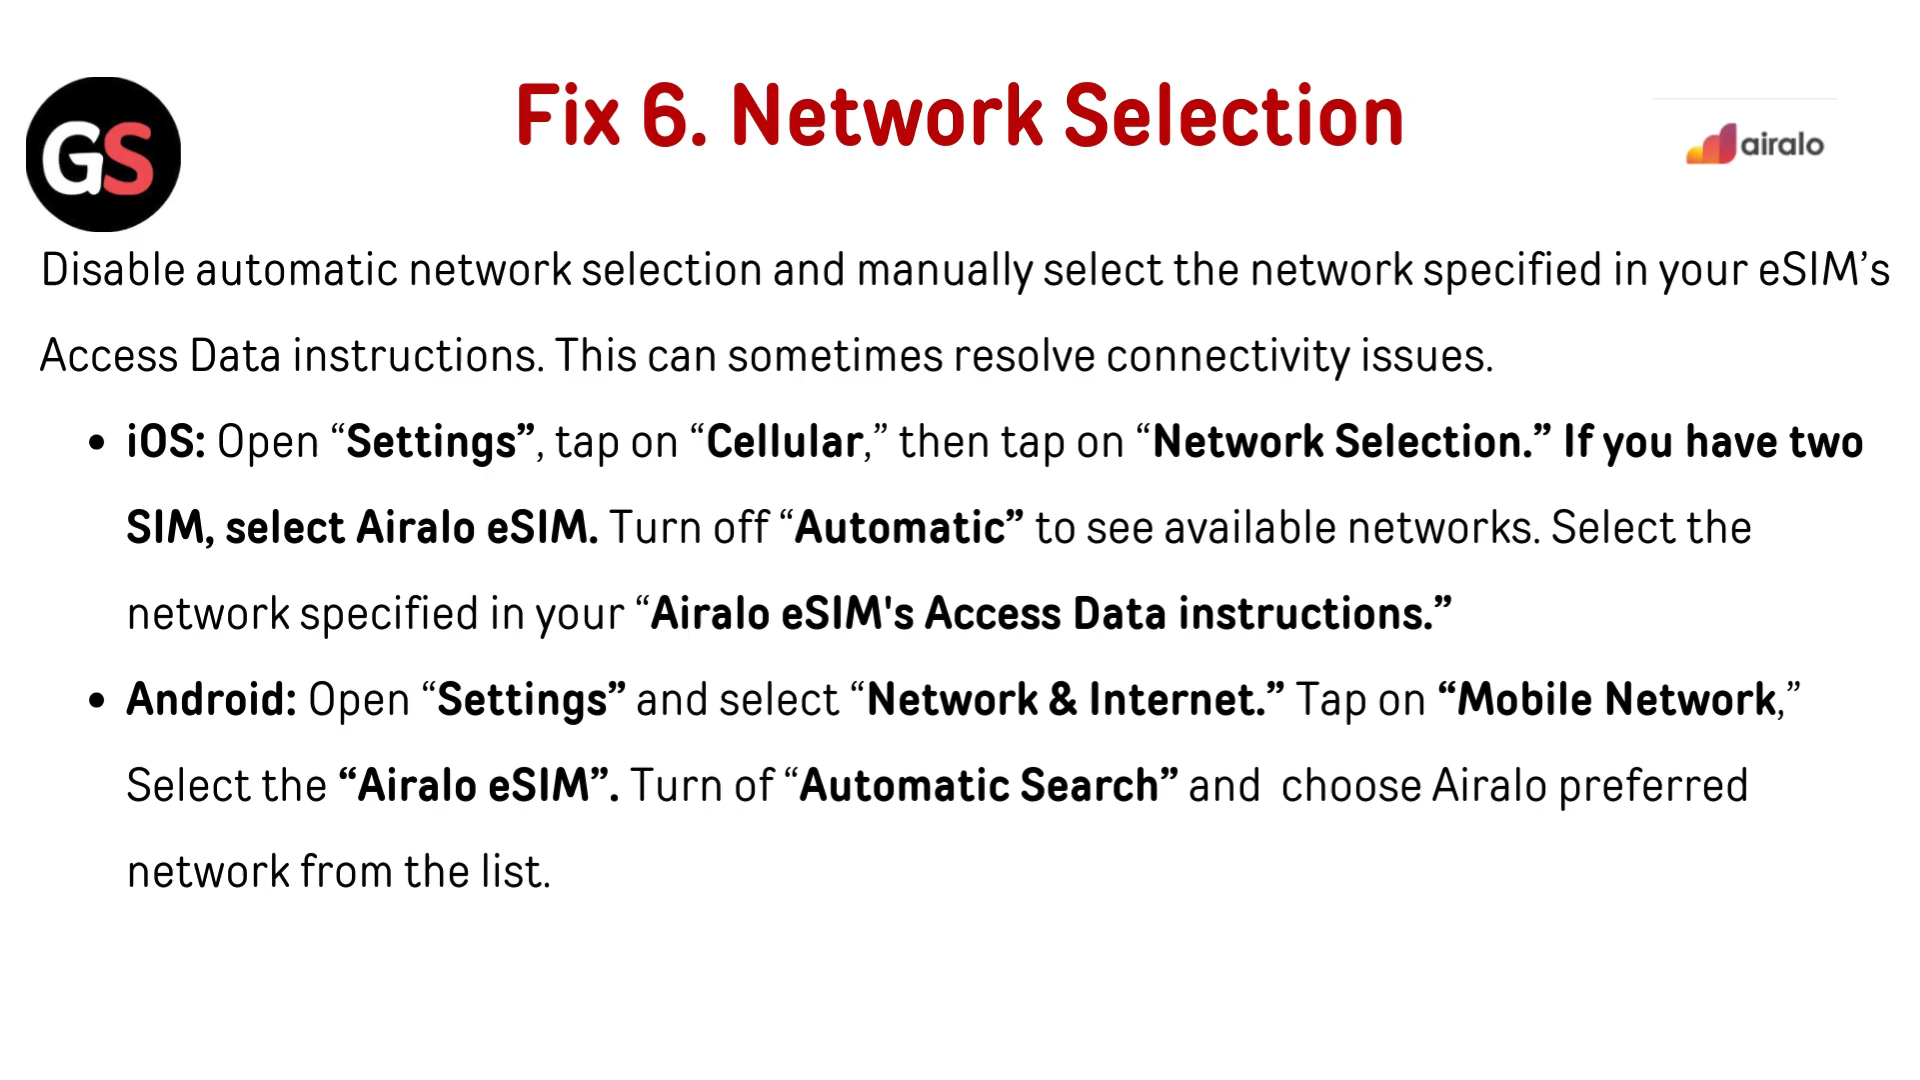 GS
Fix 6. Network Selection
airalo
Disable automatic network selection and manually select the network specified in your eSIM’s
Access Data instructions. This can sometimes resolve connectivity issues.
• iOS: Open “Settings”, tap on “Cellular,” then tap on “Network Selection.” If you have two
SIM, select Airalo eSIM. Turn off “Automatic” to see available networks. Select the
network specified in your “Airalo eSIM's Access Data instructions.”
• Android: Open “Settings” and select “Network & Internet.” Tap on “Mobile Network,”
Select the “Airalo eSIM”. Turn of “Automatic Search” and  choose Airalo preferred
network from the list.